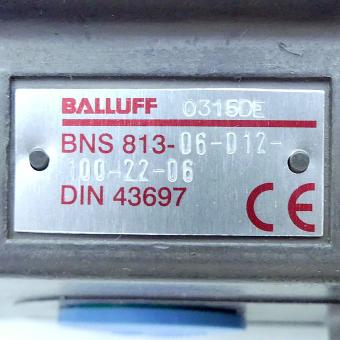 BALLUFF 0315DE
BNS 813-06-D12-
100-22-06
DIN 43697 CE